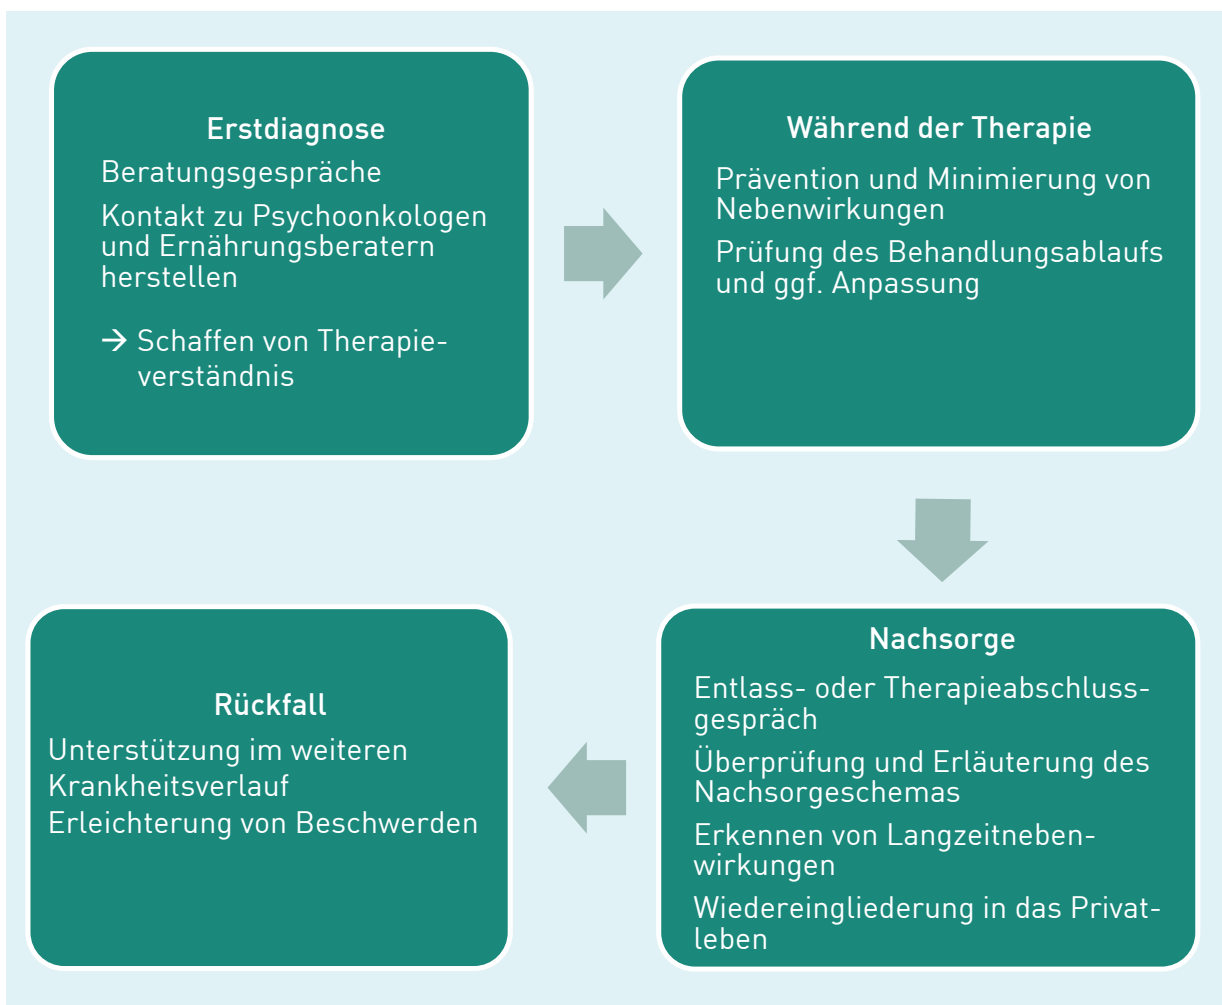 Erstdiagnose
Beratungsgespräche
Kontakt zu Psychoonkologen
und Ernährungsberatern
herstellen
→ Schaffen von Therapie-
verständnis
Während der Therapie
Prävention und Minimierung von
Nebenwirkungen
Prüfung des Behandlungsablaufs
und ggf. Anpassung
Nachsorge
Entlass- oder Therapieabschluss-
gespräch
Überprüfung und Erläuterung des
Nachsorgeschemas
Erkennen von Langzeitneben-
wirkungen
Wiedereingliederung in das Privat-
leben
Rückfall
Unterstützung im weiteren
Krankheitsverlauf
Erleichterung von Beschwerden